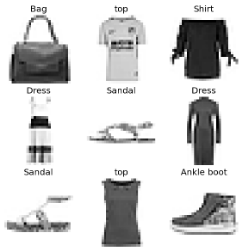 Bag top Shirt
Dress Sandal Dress
Sandal top Ankle boot